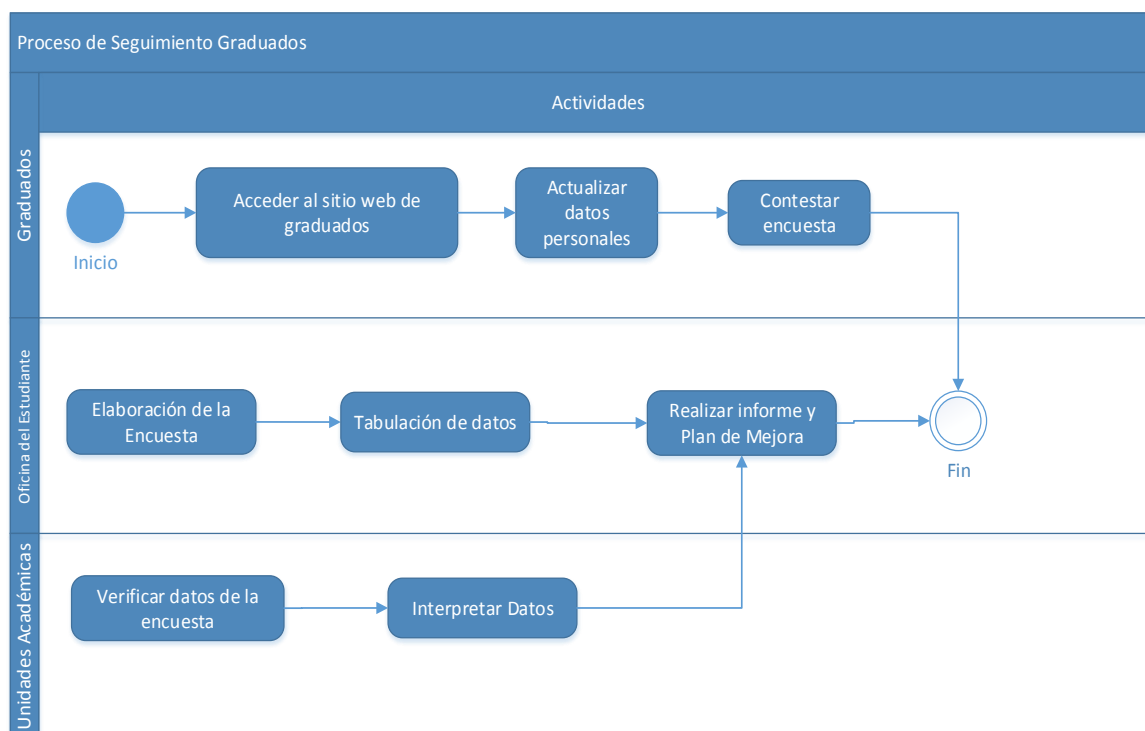 Proceso de Seguimiento Graduados
Actividades
Graduados
Acceder al sitio web de
graduados
Actualizar
datos
personales
Contestar
encuesta
Inicio
Oficina del Estudiante
Elaboración de la
Encuesta
Tabulación de datos
Realizar informe y
Plan de Mejora
Fin
Unidades Académicas
Verificar datos de la
encuesta
Interpretar Datos